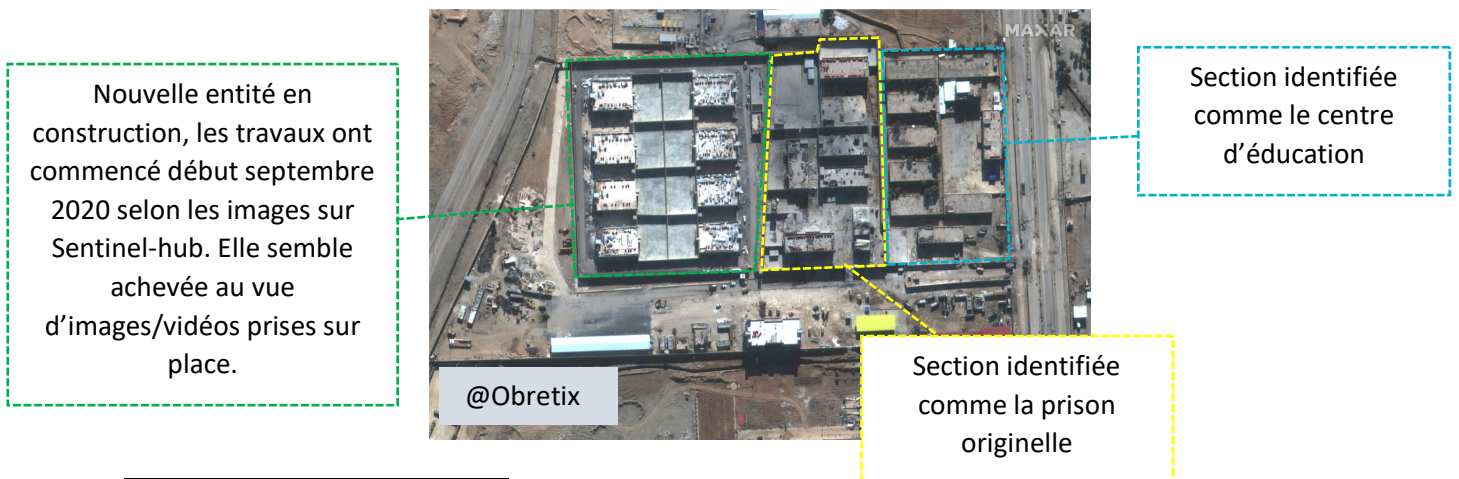 MAXAR
Nouvelle entité en
construction, les travaux ont
commencé début septembre
2020 selon les images sur
Sentinel-hub. Elle semble
achevée au vue
d’images/vidéos prises sur
place.
Section identifiée
comme le centre
d’éducation
@Obretix
Section identifiée
comme la prison
originelle